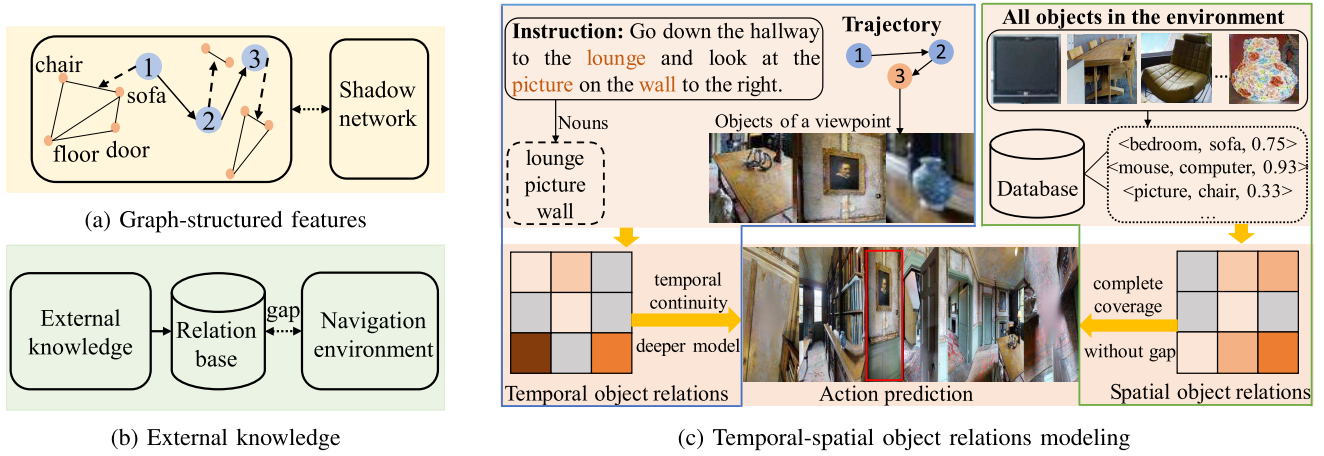 chair
1
3
sofa
2
floor door
Shadow
network
(a) Graph-structured features
External
knowledge
Relation
base
gap
Navigation
environment
(b) External knowledge
Instruction: Go down the hallway
to the lounge and look at the
picture on the wall to the right.
Trajectory
1
2
3
Nouns
lounge
picture
wall
Objects of a viewpoint
All objects in the environment
...
Database
<bedroom, sofa, 0.75>
<mouse, computer, 0.93>
<picture, chair, 0.33>
...
temporal
continuity
deeper model
Temporal object relations
Action prediction
complete
coverage
without gap
Spatial object relations
(c) Temporal-spatial object relations modeling